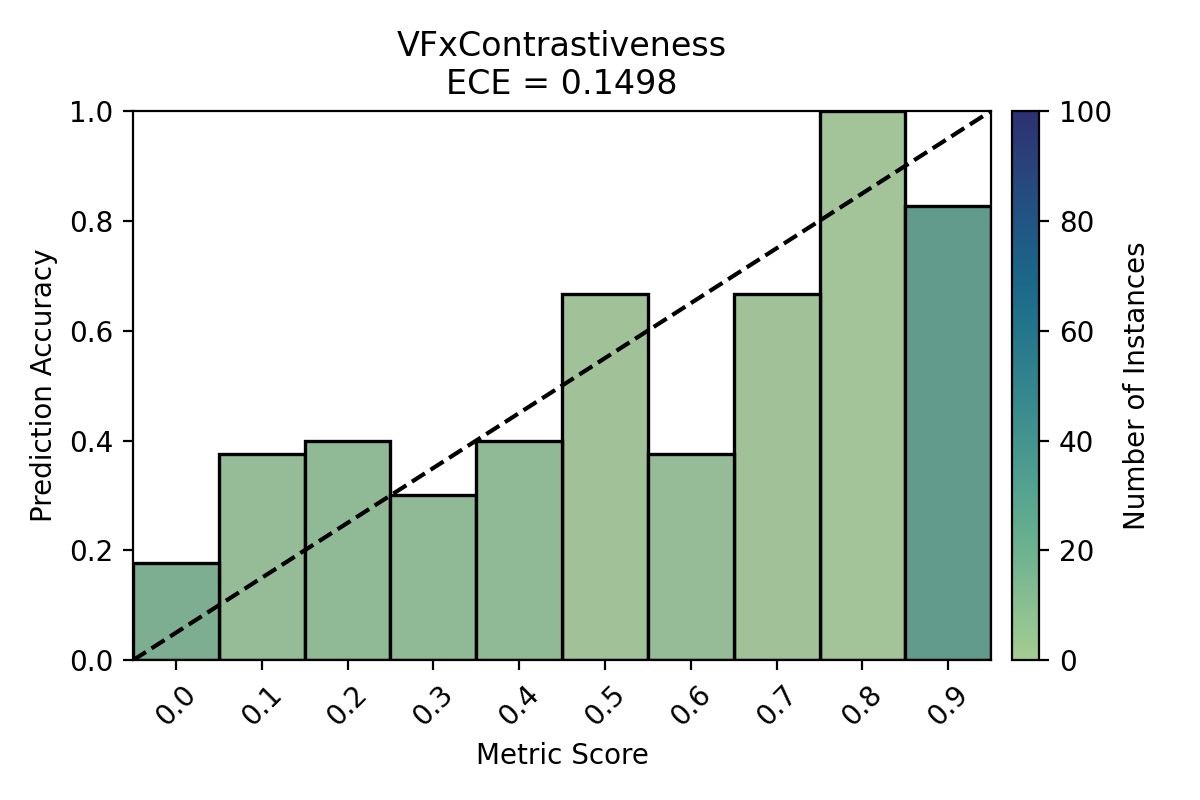 VFxContrastiveness
ECE = 0.1498
1.0
0.8
0.6
0.4
0.2
0.0
Prediction Accuracy
0.0 0.1 0.2 0.3 0.4 0.5 0.6 0.7 0.8 0.9
Metric Score
100
80
60
40
20
0
Number of Instances